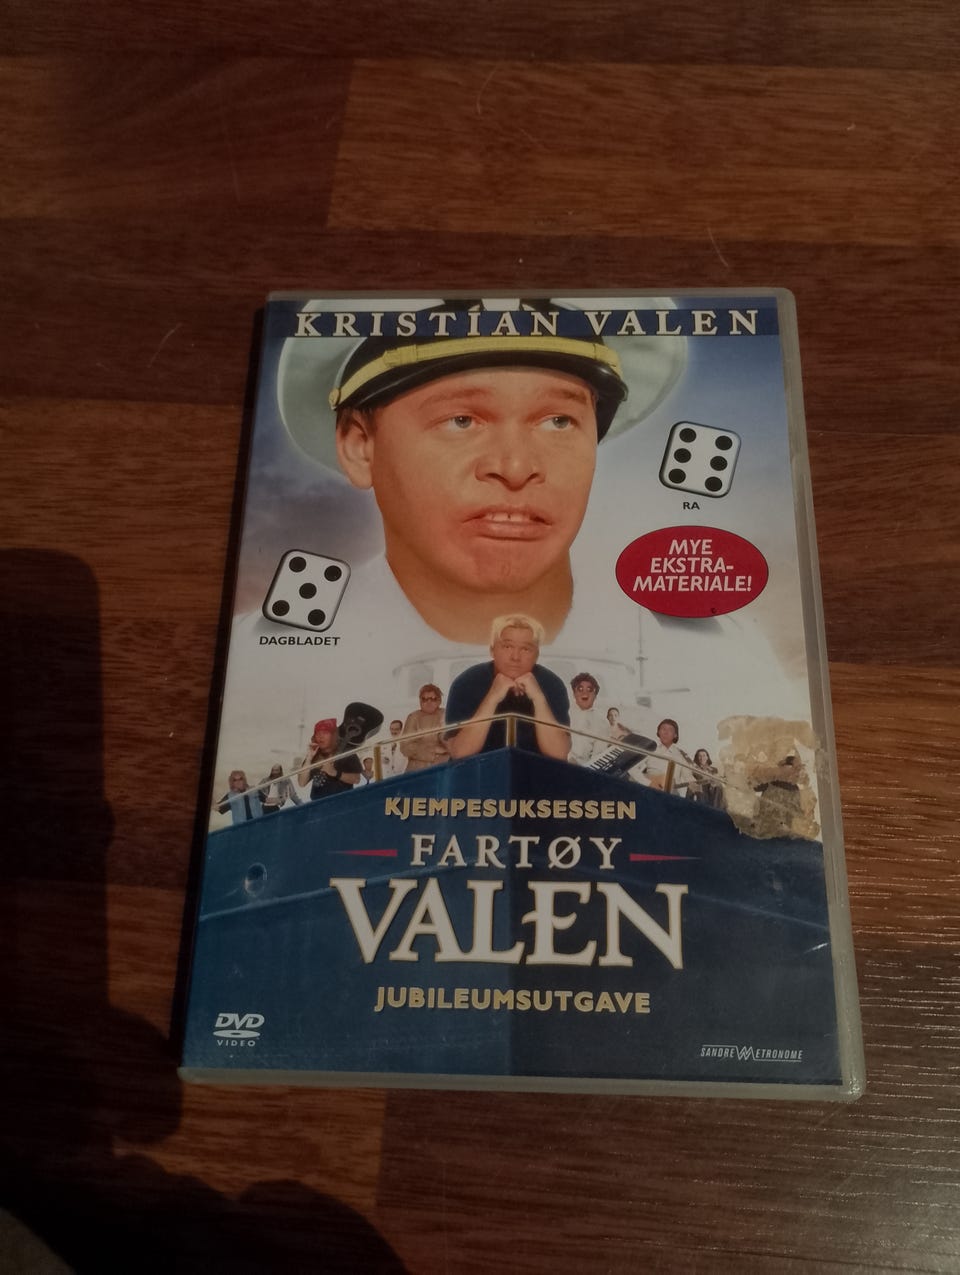 KRISTIAN VALEN
RA
MYE
EKSTRA-
MATERIALE!
DAGBLADET
KJEMPESUKSESSEN
FARTØY
VALEN
JUBILEUMSUTGAVE
DVD
VIDEO
SANDREW METRONOME